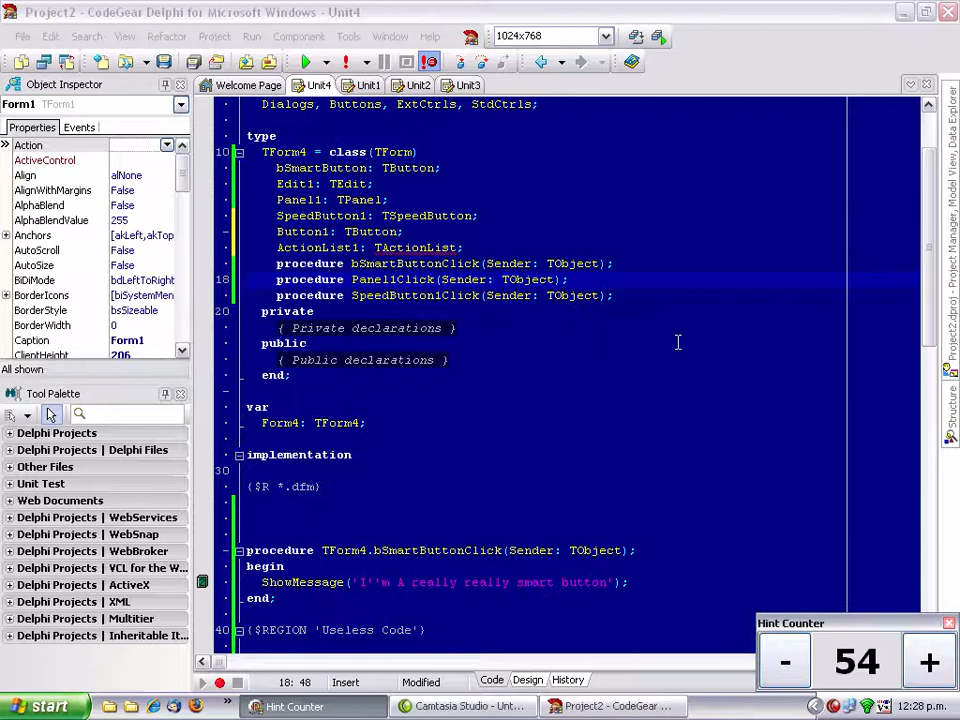 Project2 - CodeGear Delphi for Microsoft Windows - Unit4
File Edit Search View Refactor Project Run Component Tools Window Help
1024x768
Object Inspector
Welcome Page Unit4 Unit1 Unit2 Unit3
Form1 TForm1
Properties Events
Action
ActiveControl
Align alNone
AlignWithMargins False
AlphaBlend False
AlphaBlendValue 255
Anchors [akLeft,akTop
AutoScroll False
AutoSize False
BiDiMode bdLeftToRight
BorderIcons [biSystemMen
BorderStyle bsSizeable
BorderWidth 0
Caption Form1
ClientHeight 206
All shown
Tool Palette
Delphi Projects
Delphi Projects | Delphi Files
Other Files
Unit Test
Web Documents
Delphi Projects | WebServices
Delphi Projects | WebSnap
Delphi Projects | WebBroker
Delphi Projects | VCL for the W...
Delphi Projects | ActiveX
Delphi Projects | XML
Delphi Projects | Multitier
Delphi Projects | Inheritable It...
Dialogs, Buttons, ExtCtrls, StdCtrls;
type
10 TForm4 = class(TForm)
bSmartButton: TButton;
Edit1: TEdit;
Panel1: TPanel;
SpeedButton1: TSpeedButton;
Button1: TButton;
ActionList1: TActionList;
procedure bSmartButtonClick(Sender: TObject);
18 procedure Panel1Click(Sender: TObject);
procedure SpeedButton1Click(Sender: TObject);
20 private
{ Private declarations }
public
{ Public declarations }
end;
var
Form4: TForm4;
implementation
30
{$R *.dfm}
procedure TForm4.bSmartButtonClick(Sender: TObject);
begin
ShowMessage('I''m A really really smart button');
end;
40 {$REGION 'Useless Code'}
18: 48 Insert Modified Code Design History
Project2.dproj - Project Manager, Model View, Data Explorer
Structure
Hint Counter
- 54 +
start Hint Counter Camtasia Studio - Unt... Project2 - CodeGear ... 12:28 p.m.